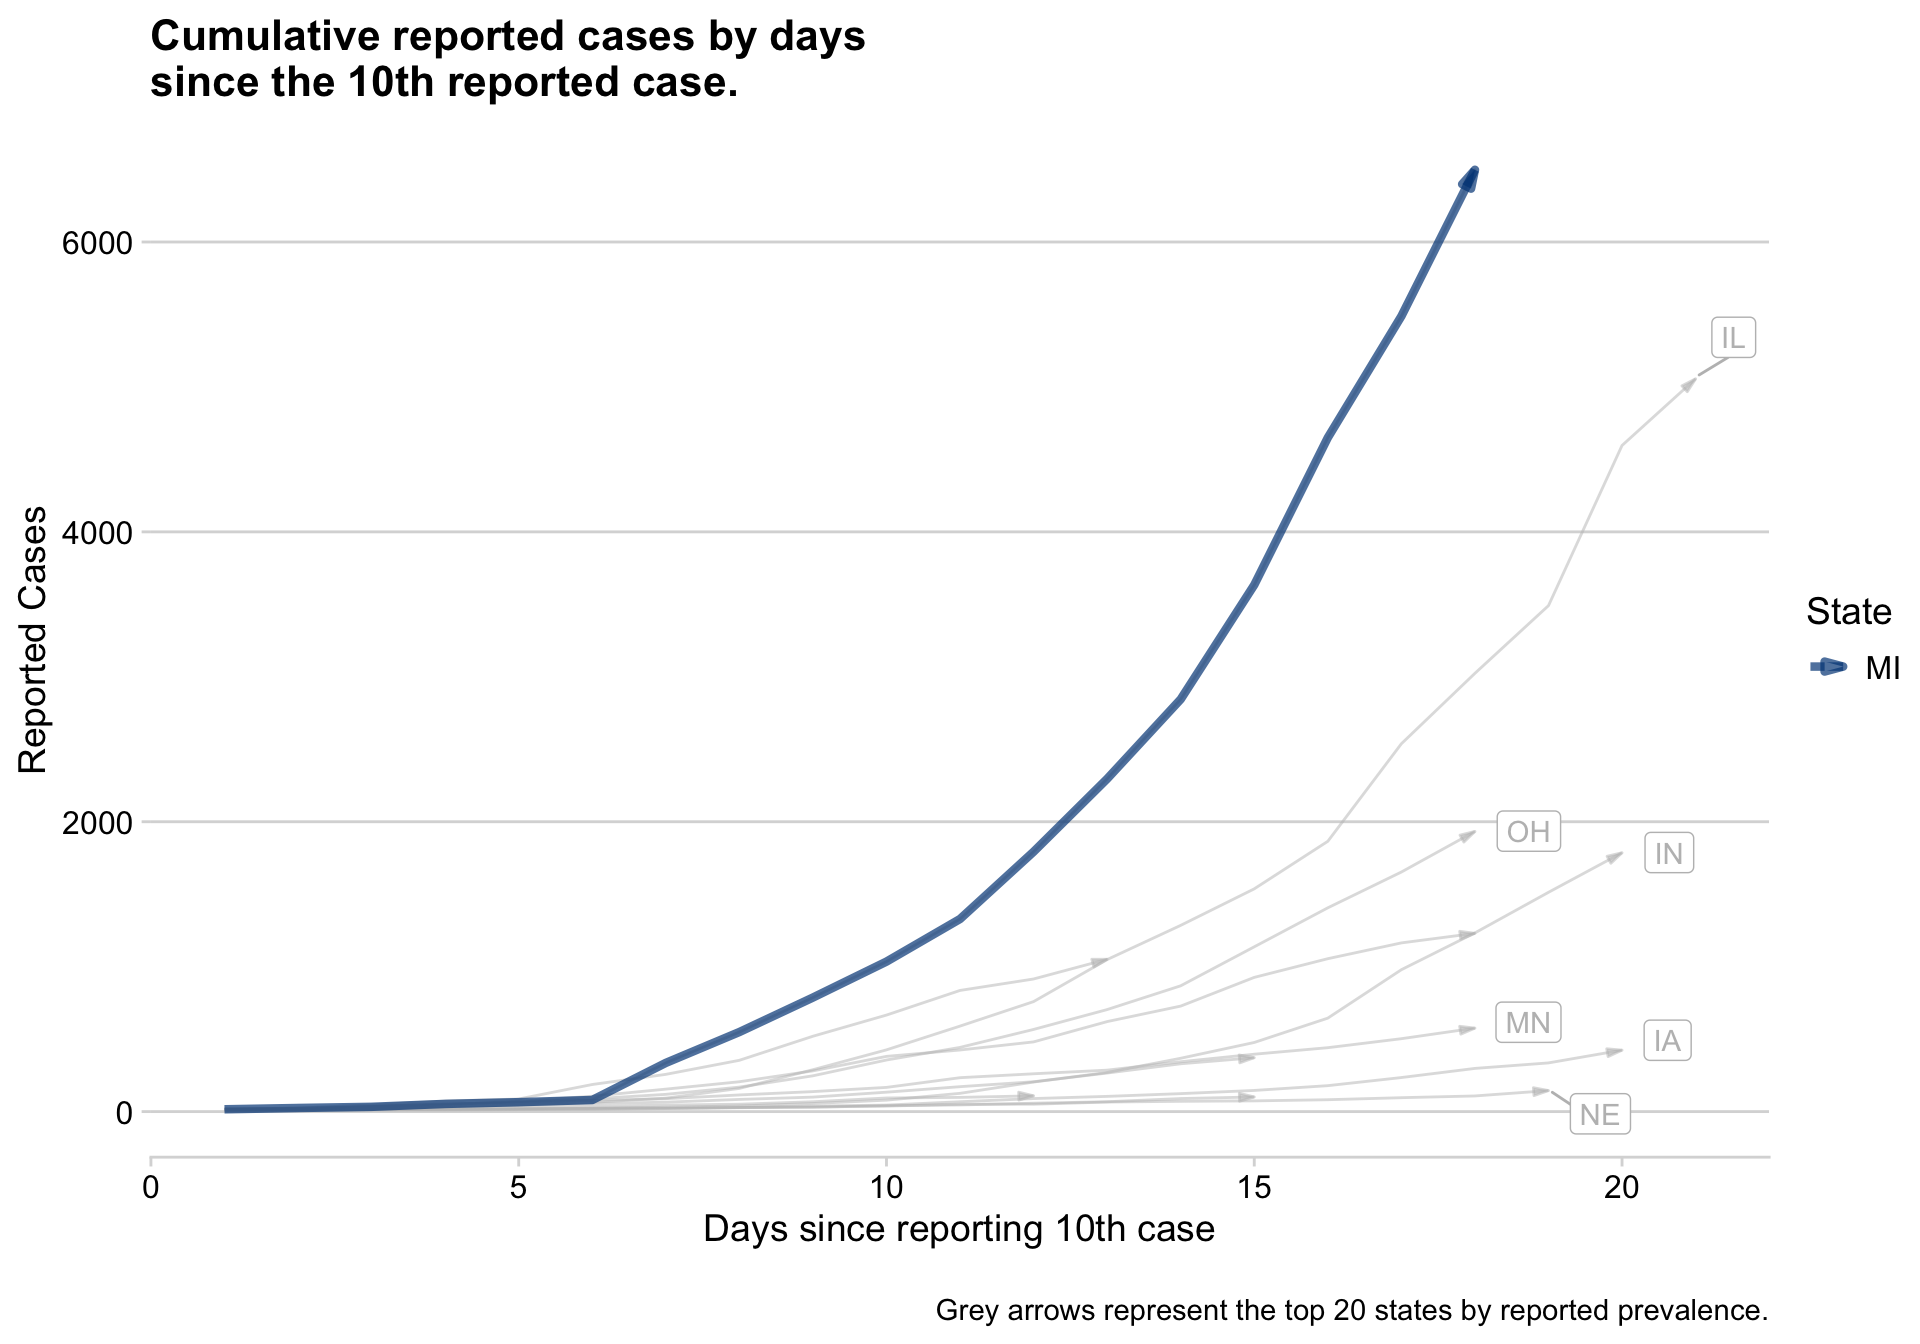 Cumulative reported cases by days
since the 10th reported case.
6000
4000
2000
0
Reported Cases
IL
OH
IN
MN
IA
NE
State
MI
0 5 10 15 20
Days since reporting 10th case
Grey arrows represent the top 20 states by reported prevalence.